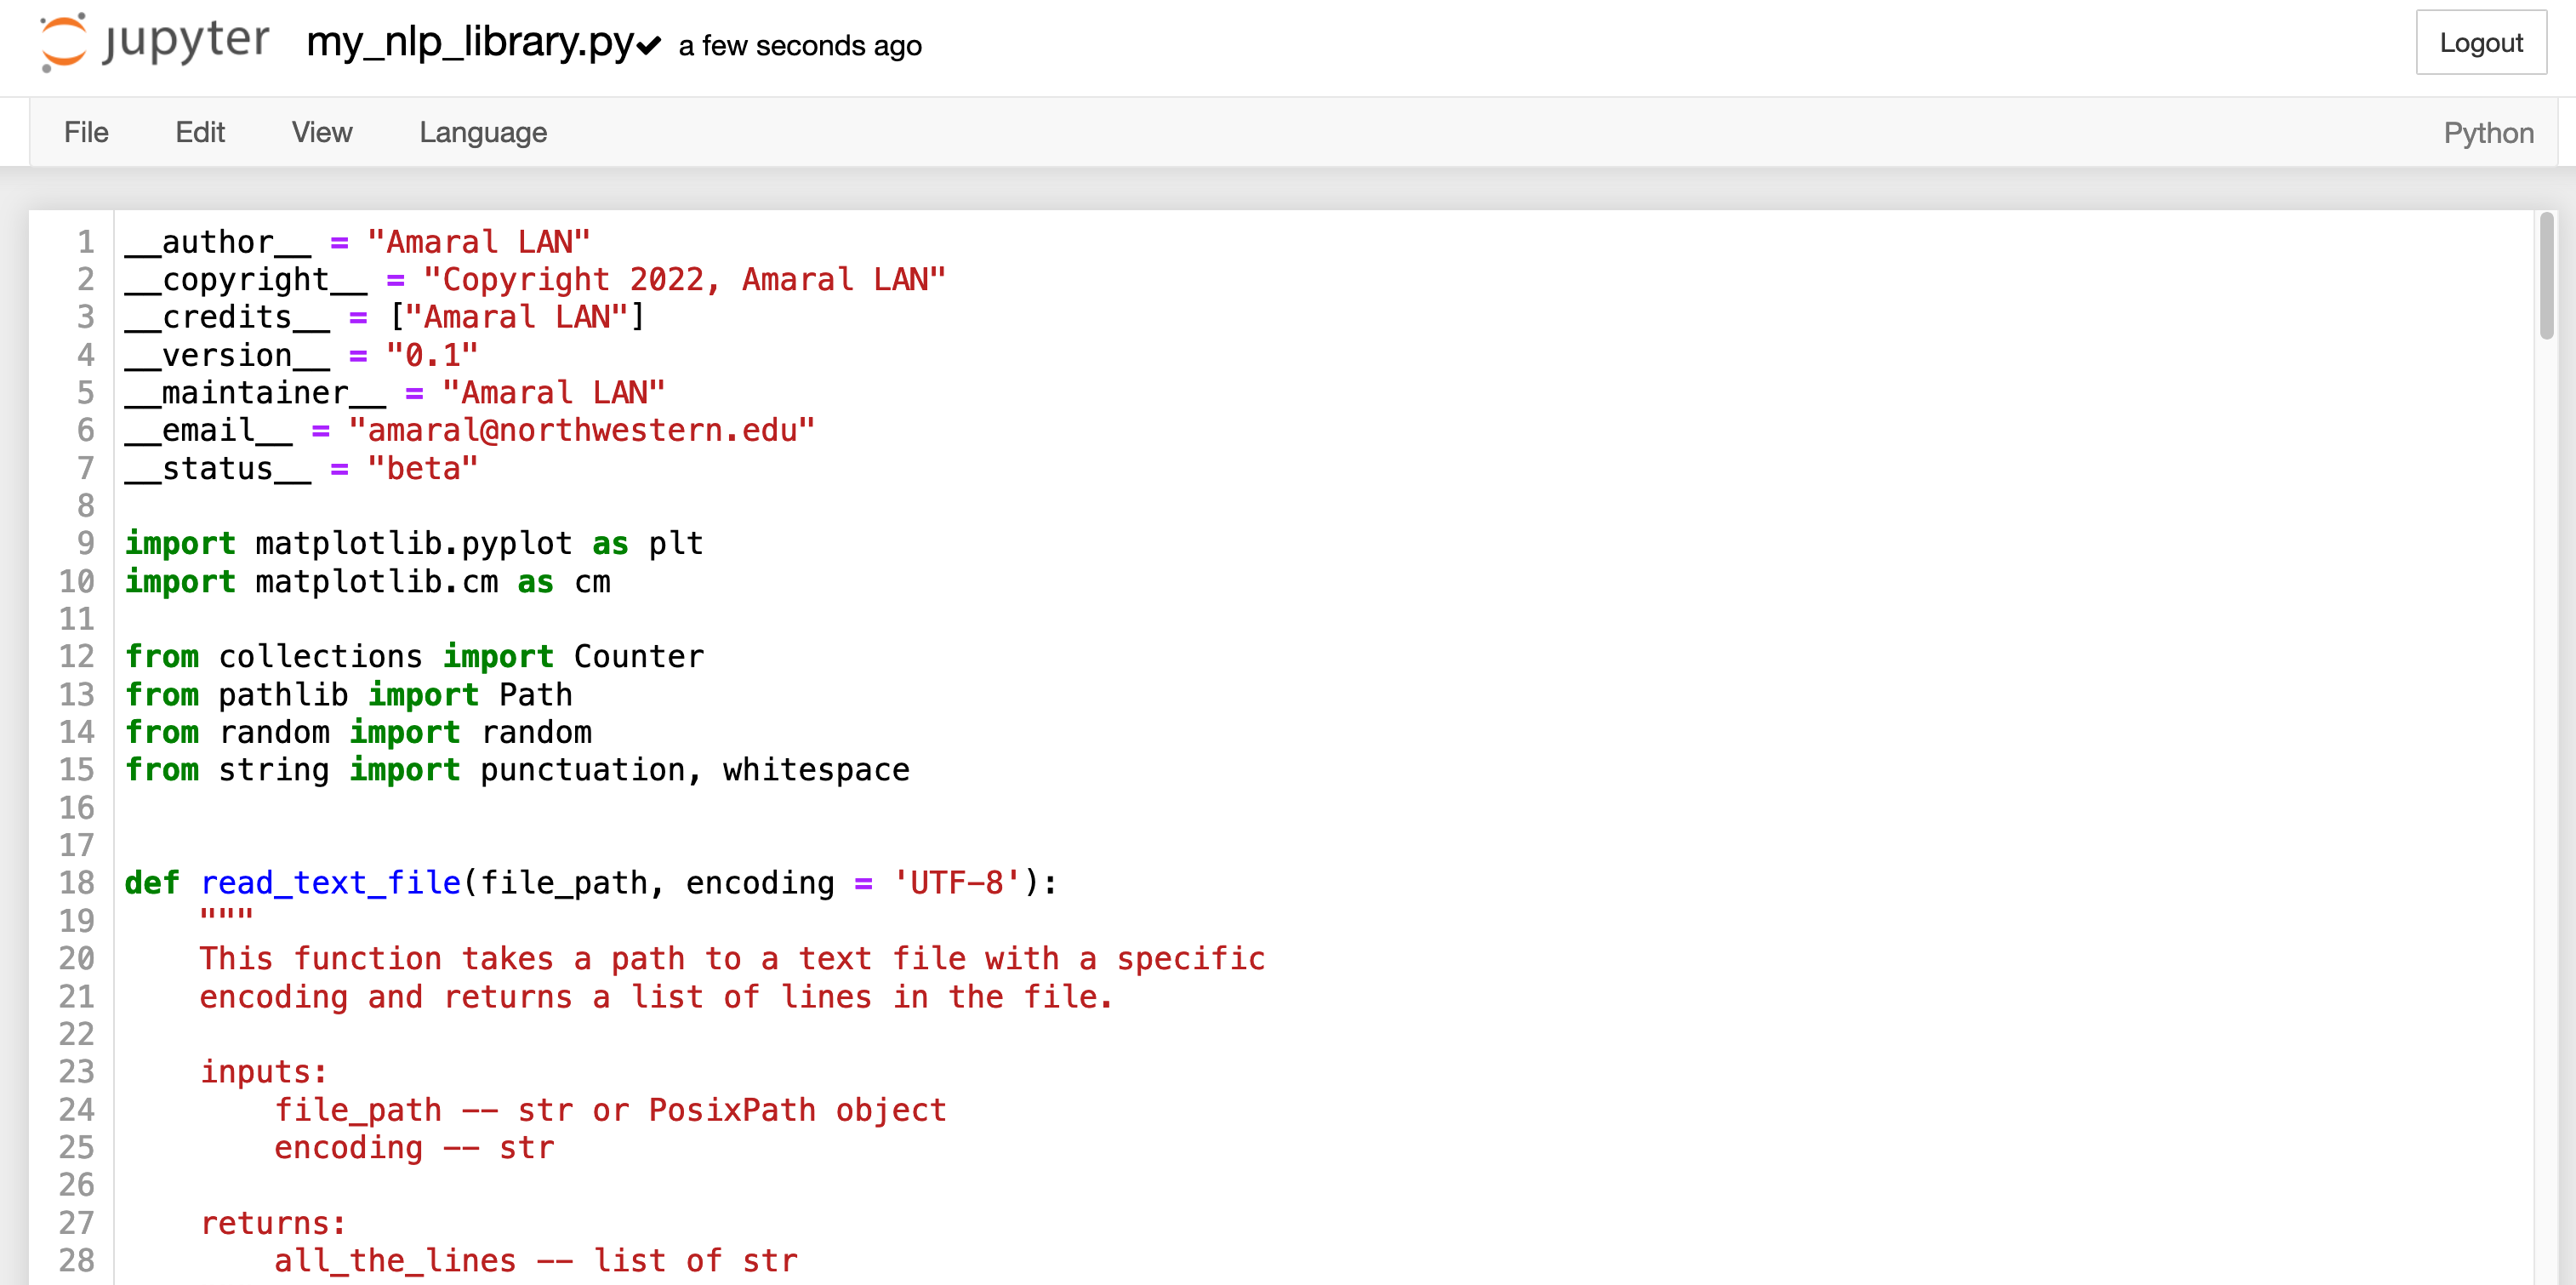 jupyter my_nlp_library.py✔ a few seconds ago Logout
File Edit View Language Python
1 __author__ = "Amaral LAN"
2 __copyright__ = "Copyright 2022, Amaral LAN"
3 __credits__ = ["Amaral LAN"]
4 __version__ = "0.1"
5 __maintainer__ = "Amaral LAN"
6 __email__ = "amaral@northwestern.edu"
7 __status__ = "beta"
8
9 import matplotlib.pyplot as plt
10 import matplotlib.cm as cm
11
12 from collections import Counter
13 from pathlib import Path
14 from random import random
15 from string import punctuation, whitespace
16
17
18 def read_text_file(file_path, encoding = 'UTF-8'):
19     """
20     This function takes a path to a text file with a specific
21     encoding and returns a list of lines in the file.
22
23     inputs:
24         file_path -- str or PosixPath object
25         encoding -- str
26
27     returns:
28         all_the_lines -- list of str